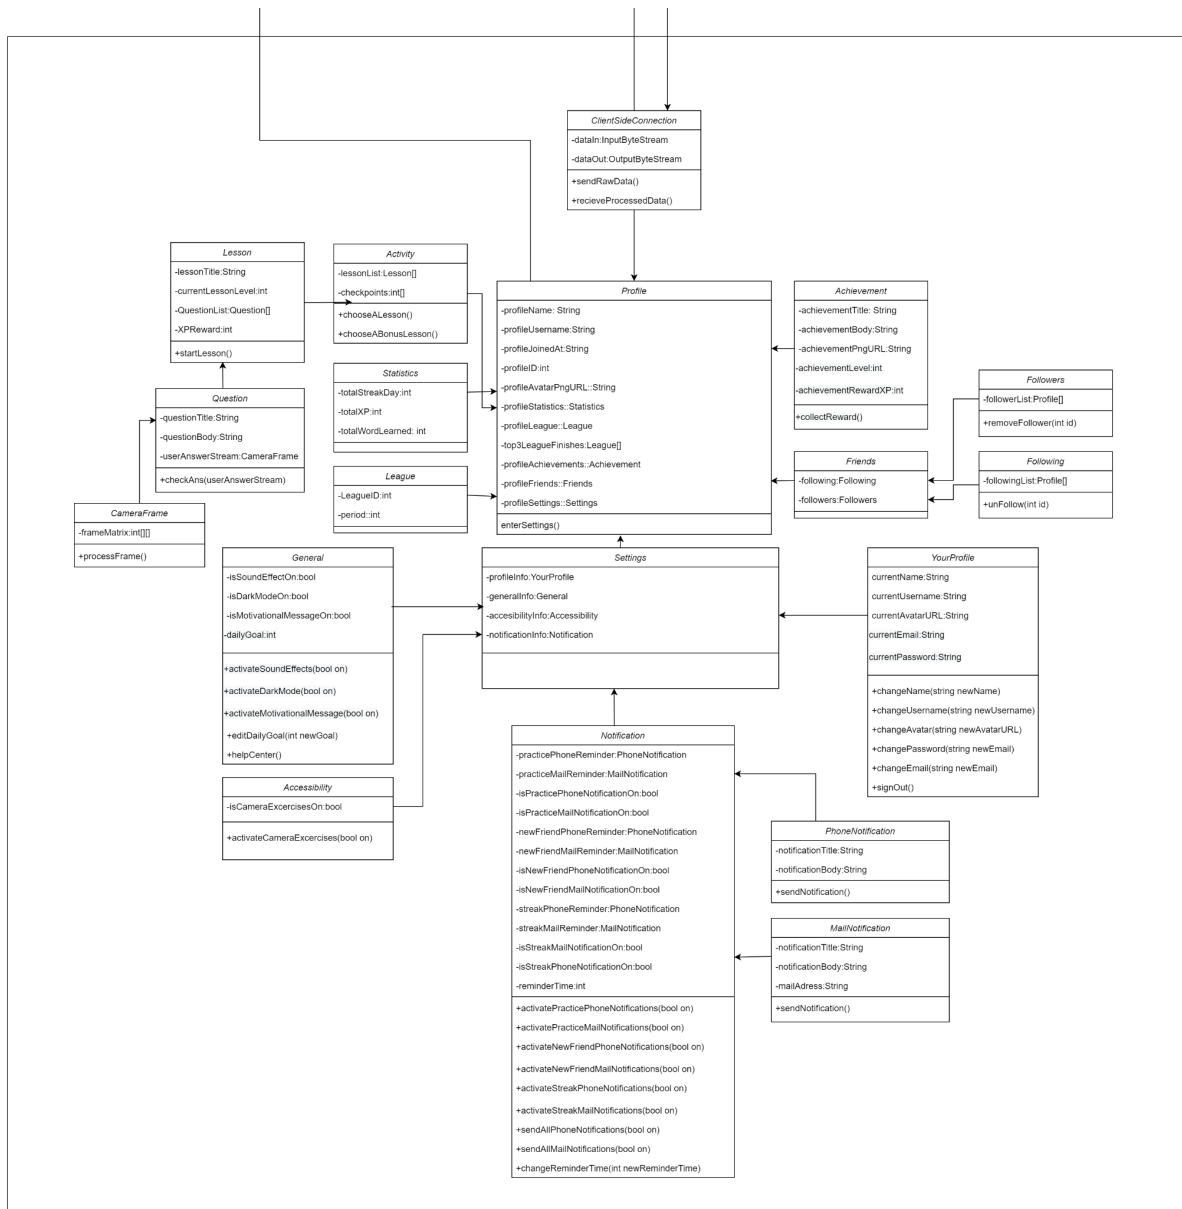 ClientSideConnection
-dataIn:InputByteStream
-dataOut:OutputByteStream
+sendRawData()
+recieveProcessedData()
Lesson
-lessonTitle:String
-currentLessonLevel:int
-QuestionList:Question[]
-XPReward:int
+startLesson()
Activity
-lessonList:Lesson[]
-checkpoints:int[]
+chooseALesson()
+chooseABonusLesson()
Profile
-profileName: String
-profileUsername:String
-profileJoinedAt:String
-profileID:int
-profileAvatarPngURL::String
-profileStatistics::Statistics
-profileLeague::League
-top3LeagueFinishes:League[]
-profileAchievements::Achievement
-profileFriends::Friends
-profileSettings::Settings
enterSettings()
Achievement
-achievementTitle: String
-achievementBody:String
-achievementPngURL:String
-achievementLevel:int
-achievementRewardXP:int
+collectReward()
Statistics
-totalStreakDay:int
-totalXP:int
-totalWordLearned: int
Followers
-followerList:Profile[]
+removeFollower(int id)
Question
-questionTitle:String
-questionBody:String
-userAnswerStream:CameraFrame
+checkAns(userAnswerStream)
League
-LeagueID:int
-period::int
Friends
-following:Following
-followers:Followers
Following
-followingList:Profile[]
+unFollow(int id)
CameraFrame
-frameMatrix:int[][]
+processFrame()
General
-isSoundEffectOn:bool
-isDarkModeOn:bool
-isMotivationalMessageOn:bool
-dailyGoal:int
+activateSoundEffects(bool on)
+activateDarkMode(bool on)
+activateMotivationalMessage(bool on)
+editDailyGoal(int newGoal)
+helpCenter()
Settings
-profileInfo:YourProfile
-generalInfo:General
-accesibilityInfo:Accessibility
-notificationInfo:Notification
YourProfile
currentName:String
currentUsername:String
currentAvatarURL:String
currentEmail:String
currentPassword:String
+changeName(string newName)
+changeUsername(string newUsername)
+changeAvatar(string newAvatarURL)
+changePassword(string newEmail)
+changeEmail(string newEmail)
+signOut()
Accessibility
-isCameraExcercisesOn:bool
+activateCameraExcercises(bool on)
Notification
-practicePhoneReminder:PhoneNotification
-practiceMailReminder:MailNotification
-isPracticePhoneNotificationOn:bool
-isPracticeMailNotificationOn:bool
-newFriendPhoneReminder:PhoneNotification
-newFriendMailReminder:MailNotification
-isNewFriendPhoneNotificationOn:bool
-isNewFriendMailNotificationOn:bool
-streakPhoneReminder:PhoneNotification
-streakMailReminder:MailNotification
-isStreakMailNotificationOn:bool
-isStreakPhoneNotificationOn:bool
-reminderTime:int
+activatePracticePhoneNotifications(bool on)
+activatePracticeMailNotifications(bool on)
+activateNewFriendPhoneNotifications(bool on)
+activateNewFriendMailNotifications(bool on)
+activateStreakPhoneNotifications(bool on)
+activateStreakMailNotifications(bool on)
+sendAllPhoneNotifications(bool on)
+sendAllMailNotifications(bool on)
+changeReminderTime(int newReminderTime)
PhoneNotification
-notificationTitle:String
-notificationBody:String
+sendNotification()
MailNotification
-notificationTitle:String
-notificationBody:String
-mailAdress:String
+sendNotification()